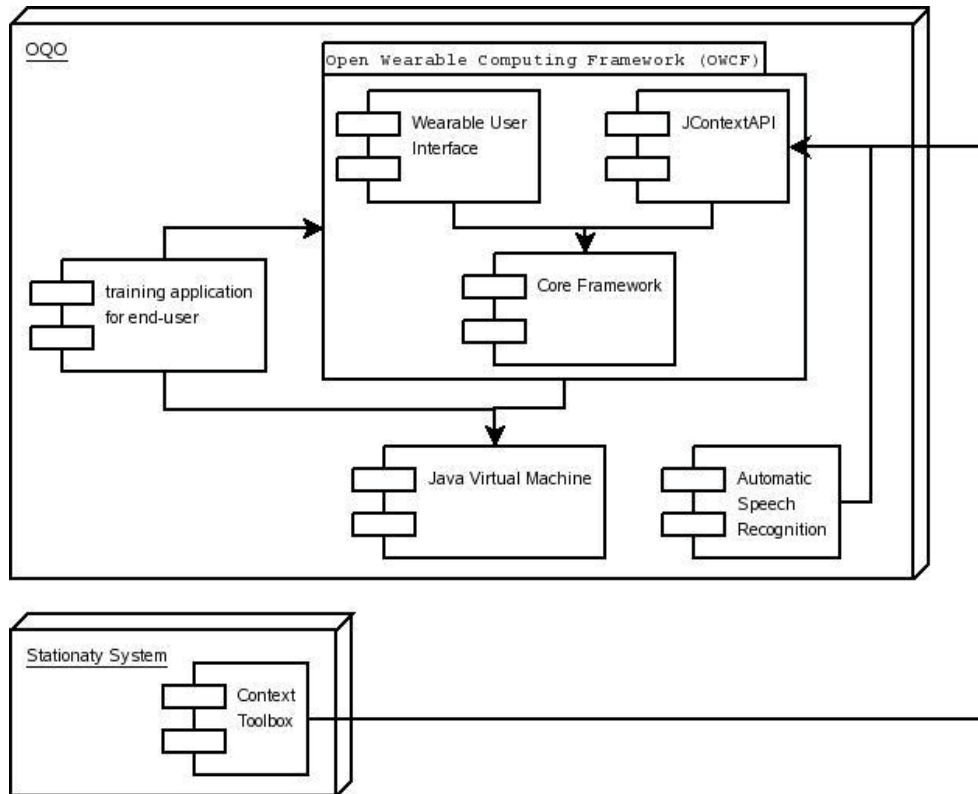 OQO
Open Wearable Computing Framework (OWCF)
Wearable User
Interface
JContextAPI
training application
for end-user
Core Framework
Java Virtual Machine
Automatic
Speech
Recognition
Stationaty System
Context
Toolbox